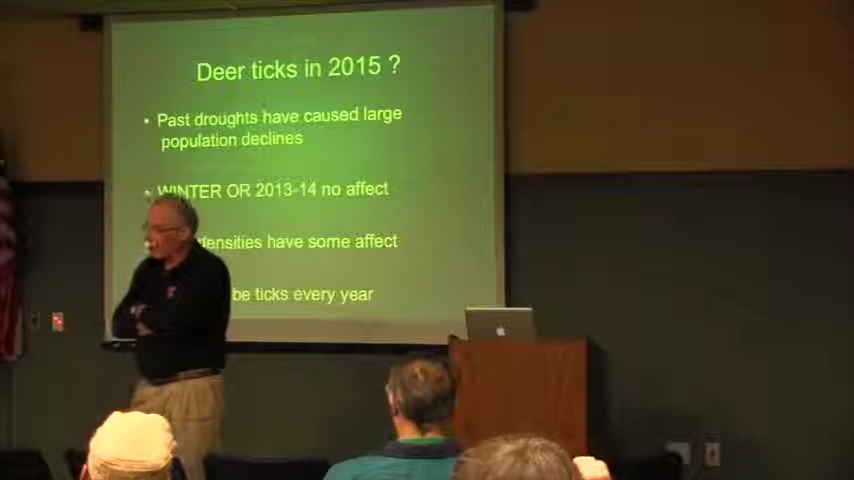 Deer ticks in 2015 ?
• Past droughts have caused large
population declines
• WINTER OR 2013-14 no affect
densities have some affect
be ticks every year